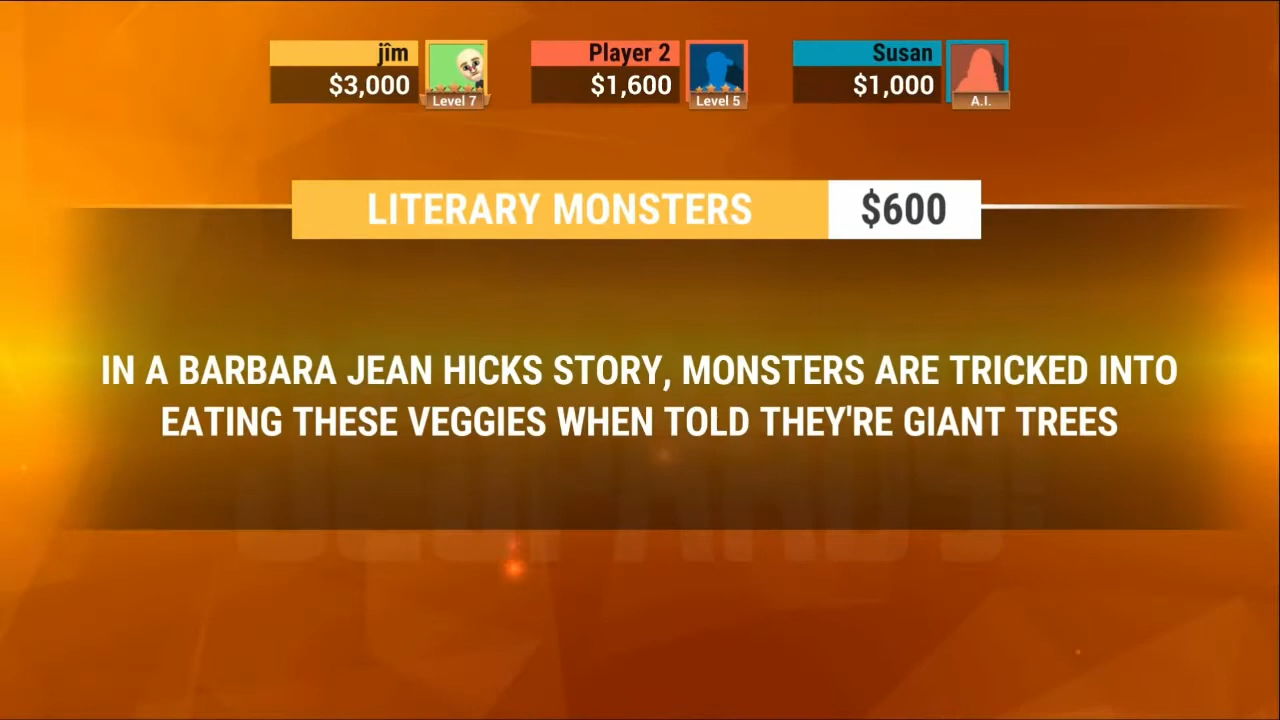 jîm Player 2 Susan
$3,000 $1,600 $1,000
Level 7 Level 5 A.I.
LITERARY MONSTERS $600
IN A BARBARA JEAN HICKS STORY, MONSTERS ARE TRICKED INTO
EATING THESE VEGGIES WHEN TOLD THEY'RE GIANT TREES
JEOPARDY!